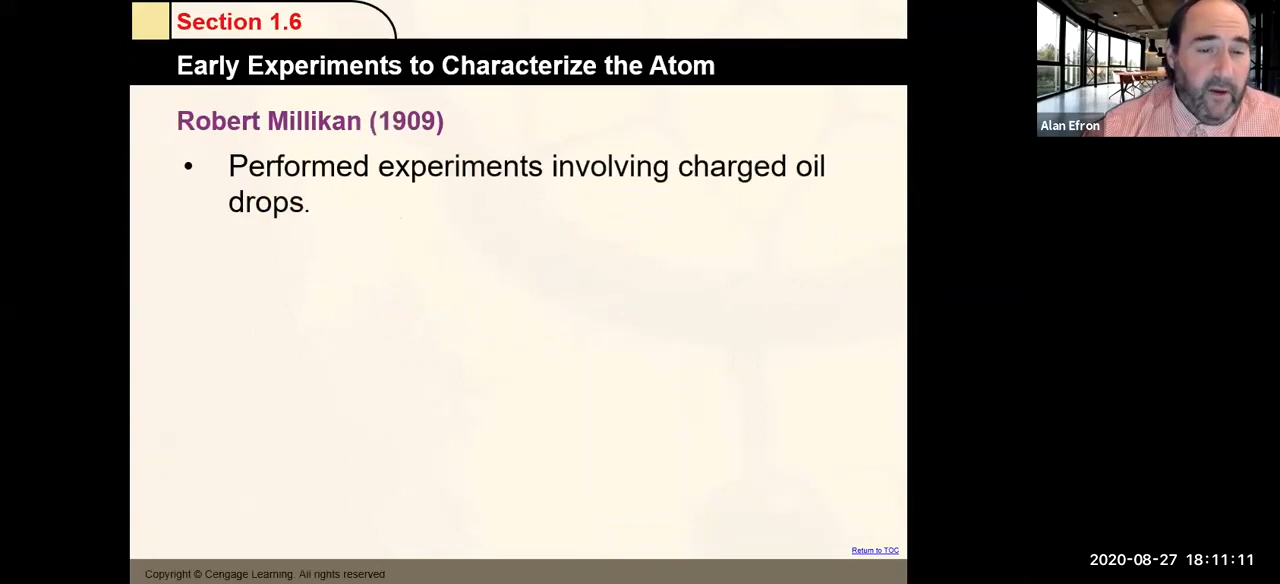 Section 1.6
Early Experiments to Characterize the Atom
Robert Millikan (1909)
• Performed experiments involving charged oil
drops.
Return to TOC
Copyright © Cengage Learning. All rights reserved
Alan Efron
2020-08-27 18:11:11